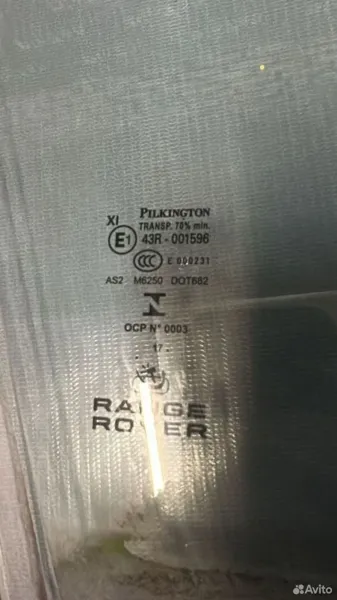 PILKINGTON
TRANSP. 70% min.
XI
E1 43R - 001596
CCC E 000231
AS2 M6250 DOT682
OCP N° 0003
17
RANGE
ROVER
Avito